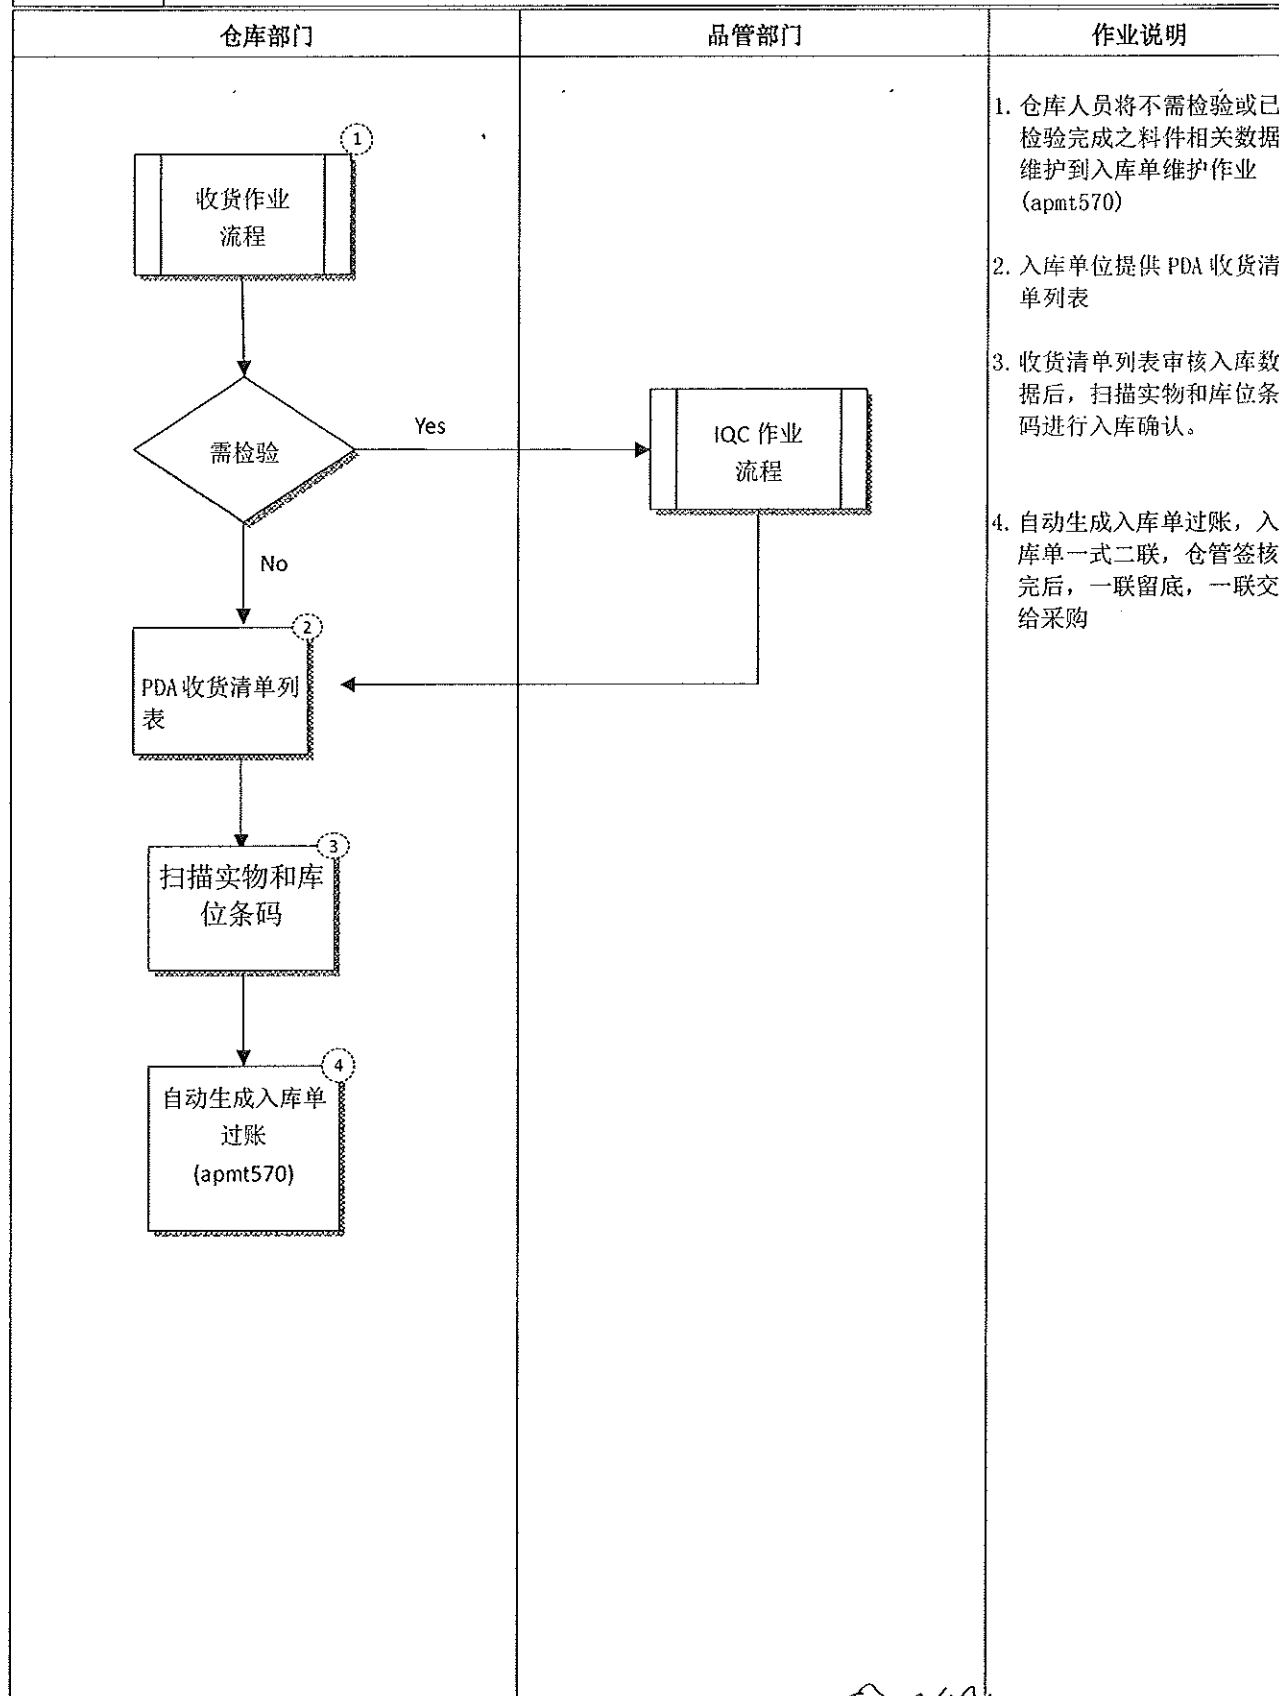 仓库部门
品管部门
作业说明
1
收货作业
流程
需检验
Yes
IQC 作业
流程
No
2
PDA 收货清单列
表
3
扫描实物和库
位条码
4
自动生成入库单
过账
(apmt570)
1. 仓库人员将不需检验或已
检验完成之料件相关数据
维护到入库单维护作业
(apmt570)
2. 入库单位提供 PDA 收货清
单列表
3. 收货清单列表审核入库数
据后，扫描实物和库位条
码进行入库确认。
4. 自动生成入库单过账，入
库单一式二联，仓管签核
完后，一联留底，一联交
给采购